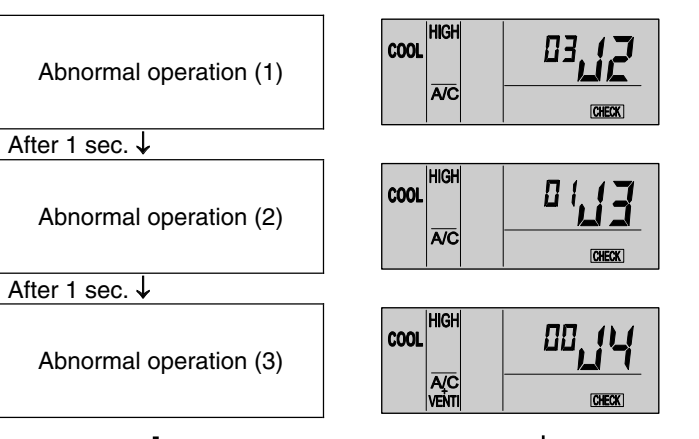 Abnormal operation (1)
HIGH
COOL
03 J2
A/C
CHECK
After 1 sec. ↓
Abnormal operation (2)
HIGH
COOL
01 J3
A/C
CHECK
After 1 sec. ↓
Abnormal operation (3)
HIGH
COOL
00 J4
A/C
+
VENTI
CHECK